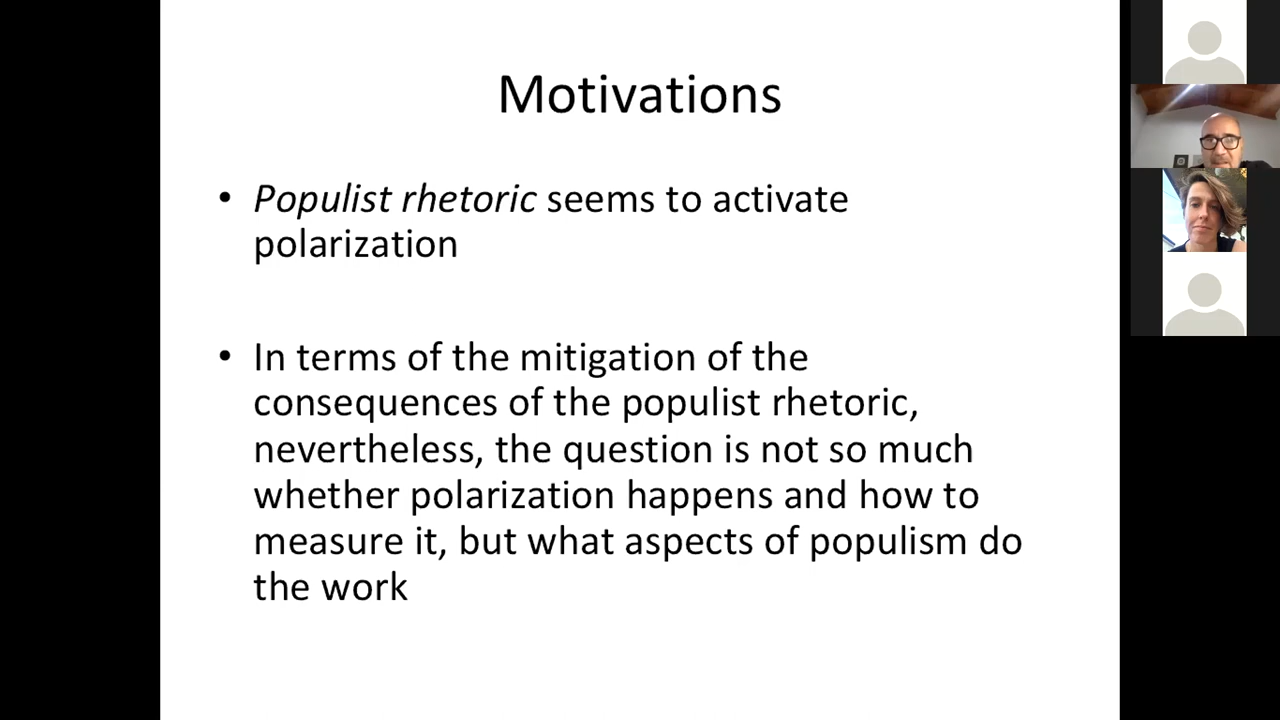 Motivations
• Populist rhetoric seems to activate
polarization
• In terms of the mitigation of the
consequences of the populist rhetoric,
nevertheless, the question is not so much
whether polarization happens and how to
measure it, but what aspects of populism do
the work